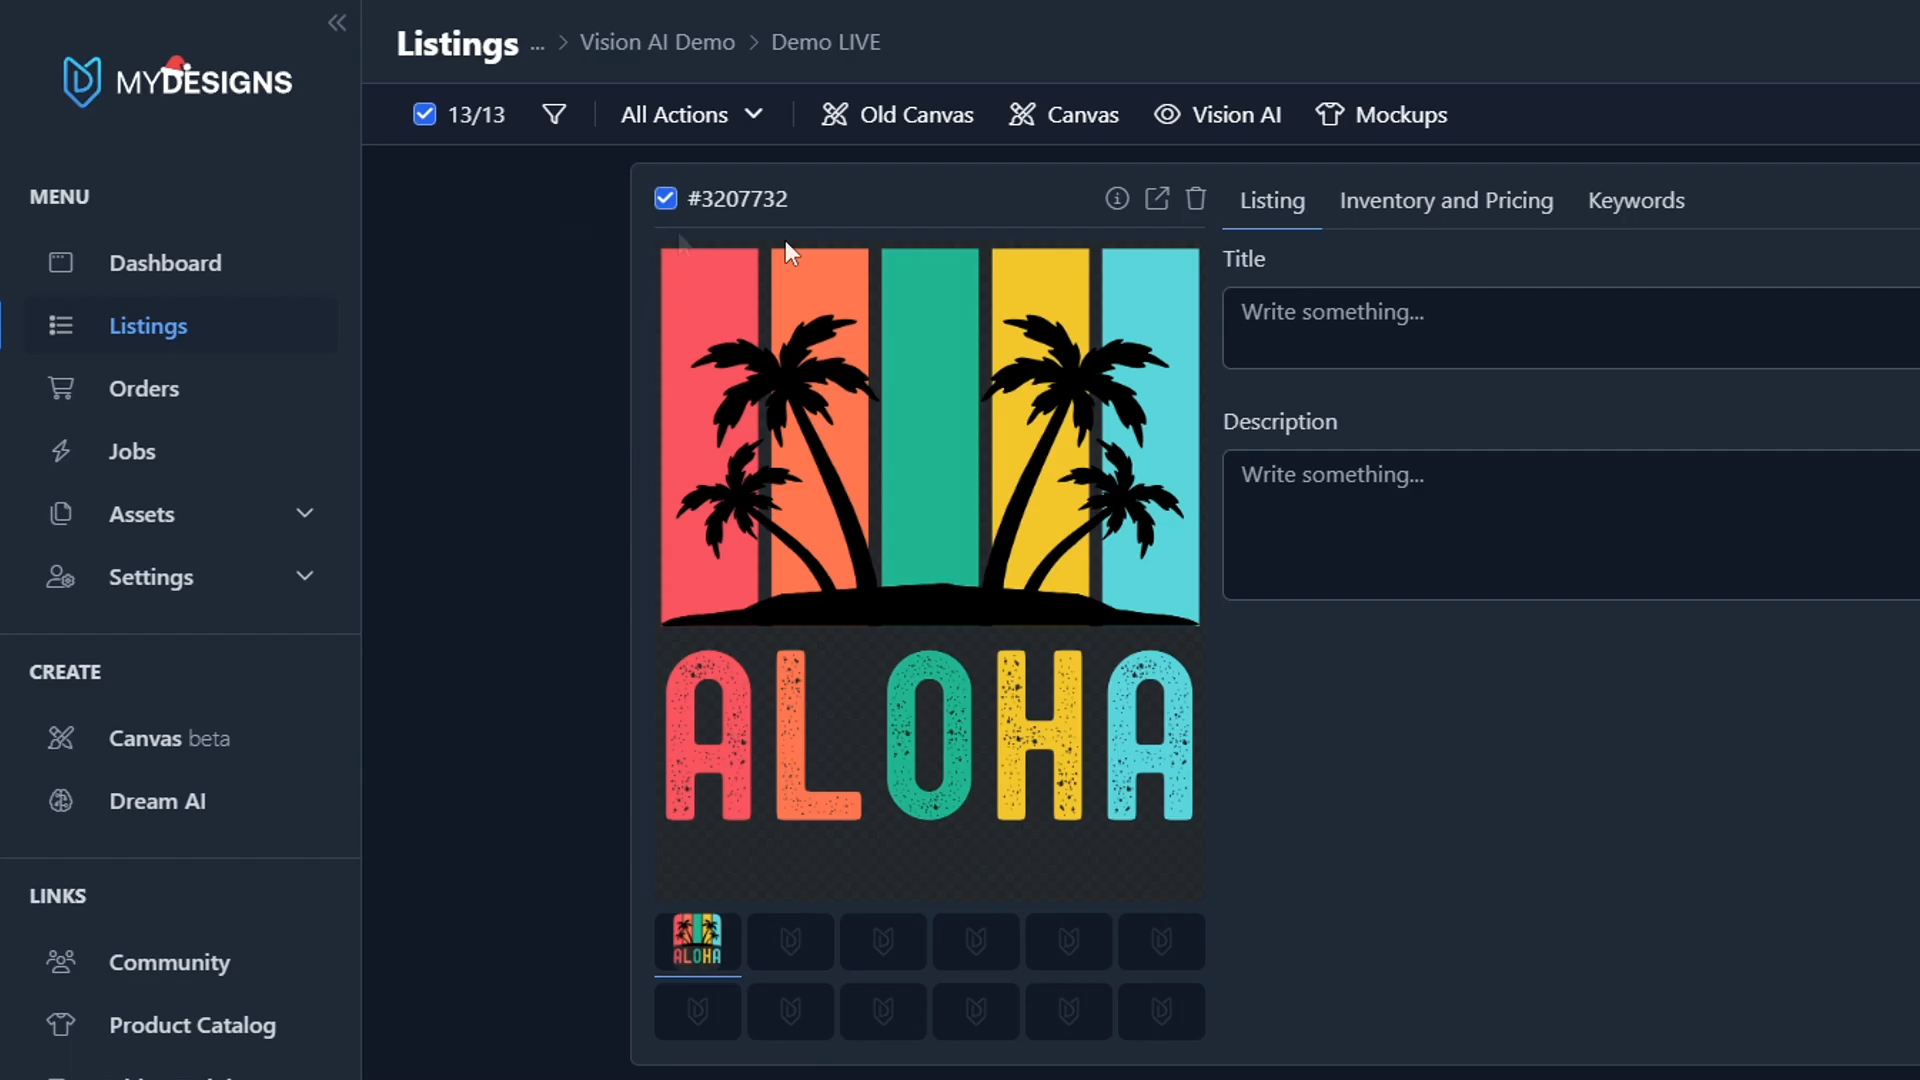 Listings ... > Vision AI Demo > Demo LIVE
MYDESIGNS
13/13 All Actions Old Canvas Canvas Vision AI Mockups
MENU
Dashboard
Listings
Orders
Jobs
Assets
Settings
CREATE
Canvas beta
Dream AI
LINKS
Community
Product Catalog
#3207732
ALOHA
ALOHA
Listing Inventory and Pricing Keywords
Title
Write something...
Description
Write something...